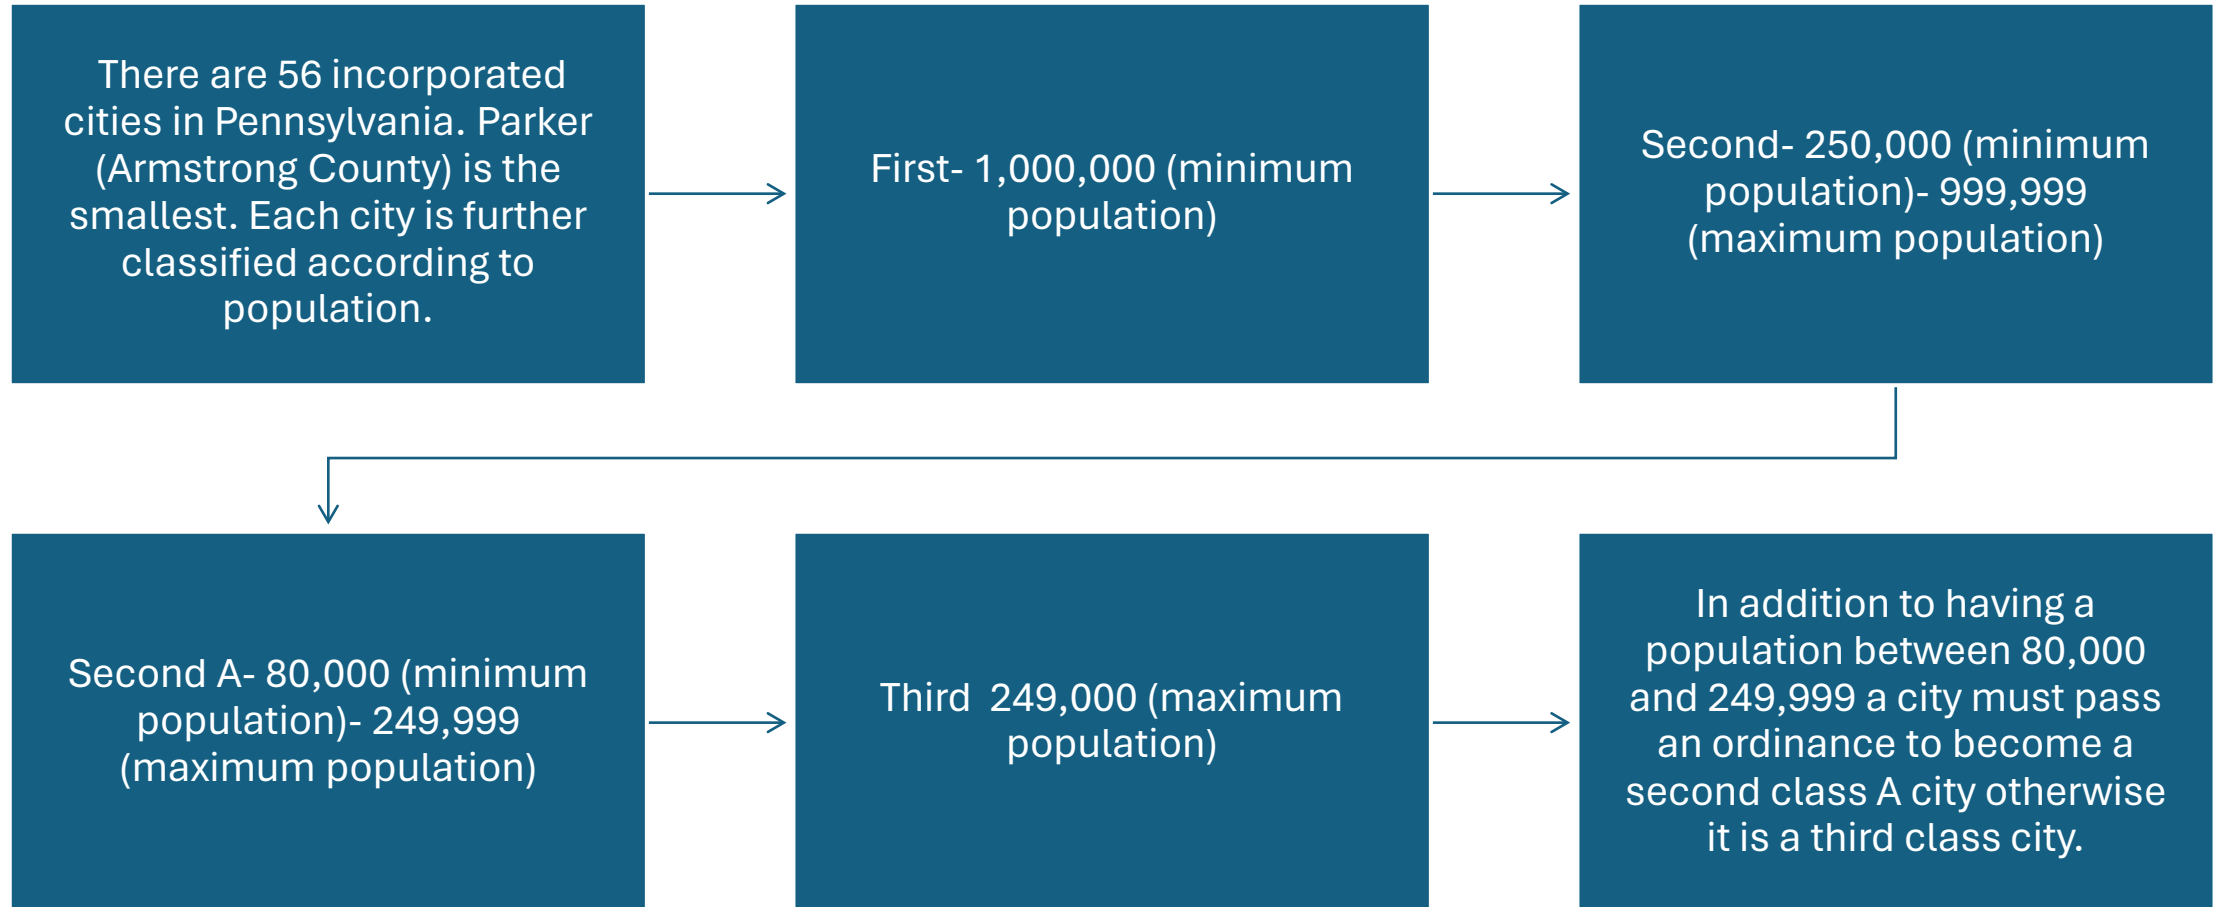 There are 56 incorporated
cities in Pennsylvania. Parker
(Armstrong County) is the
smallest. Each city is further
classified according to
population.
First- 1,000,000 (minimum
population)
Second- 250,000 (minimum
population)- 999,999
(maximum population)
Second A- 80,000 (minimum
population)- 249,999
(maximum population)
Third  249,000 (maximum
population)
In addition to having a
population between 80,000
and 249,999 a city must pass
an ordinance to become a
second class A city otherwise
it is a third class city.